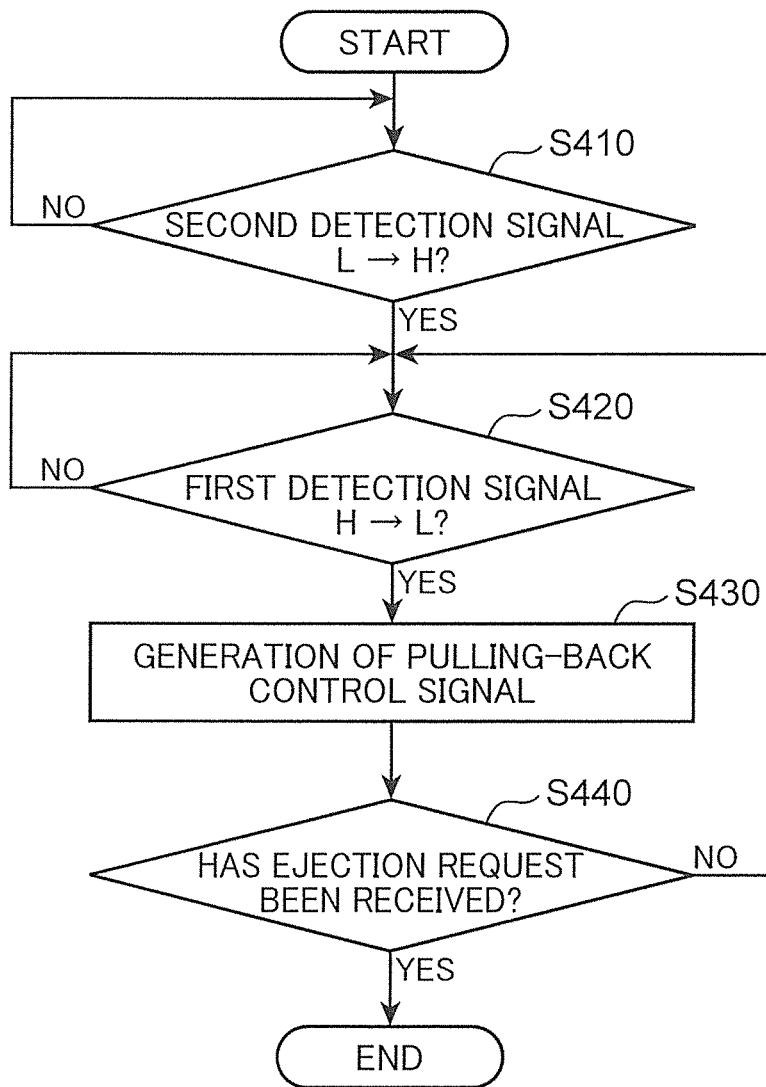 START
S410
NO
SECOND DETECTION SIGNAL
L → H?
YES
S420
NO
FIRST DETECTION SIGNAL
H → L?
YES
S430
GENERATION OF PULLING-BACK
CONTROL SIGNAL
S440
NO
HAS EJECTION REQUEST
BEEN RECEIVED?
YES
END